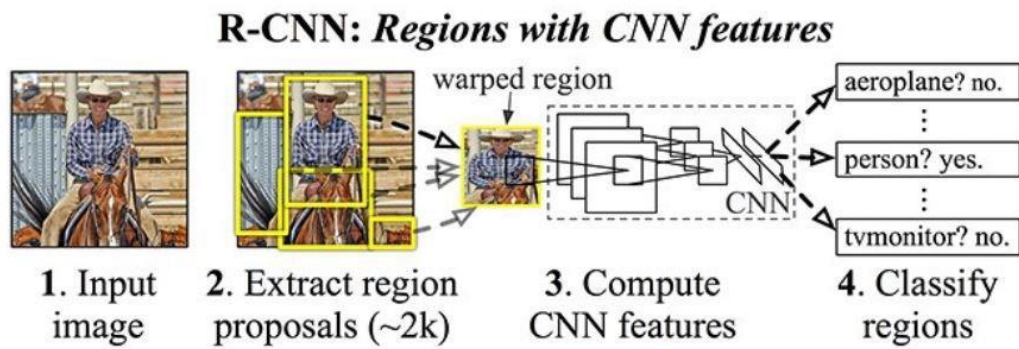 R-CNN: Regions with CNN features
warped region
aeroplane? no.
⋮
person? yes.
⋮
tvmonitor? no.
CNN
1. Input
image
2. Extract region
proposals (~2k)
3. Compute
CNN features
4. Classify
regions